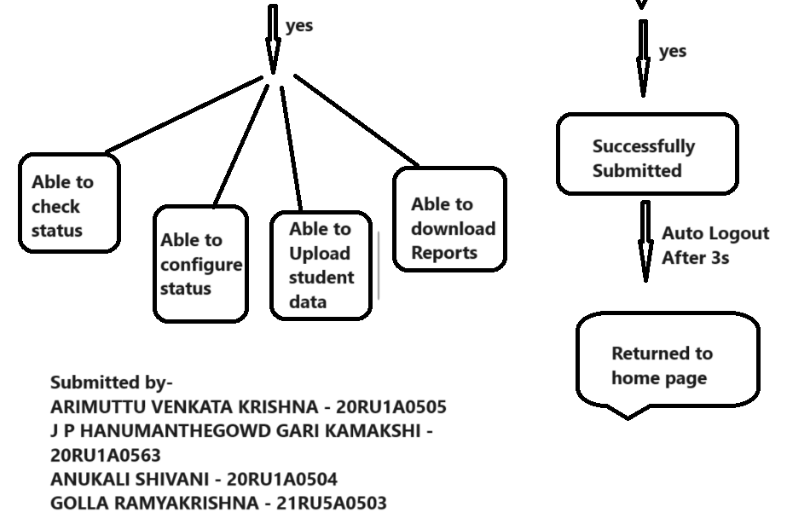 yes
yes
Able to
check
status
Able to
configure
status
Able to
Upload
student
data
Able to
download
Reports
Successfully
Submitted
Auto Logout
After 3s
Returned to
home page
Submitted by-
ARIMUTTU VENKATA KRISHNA - 20RU1A0505
J P HANUMANTHEGOWD GARI KAMAKSHI -
20RU1A0563
ANUKALI SHIVANI - 20RU1A0504
GOLLA RAMYAKRISHNA - 21RU5A0503